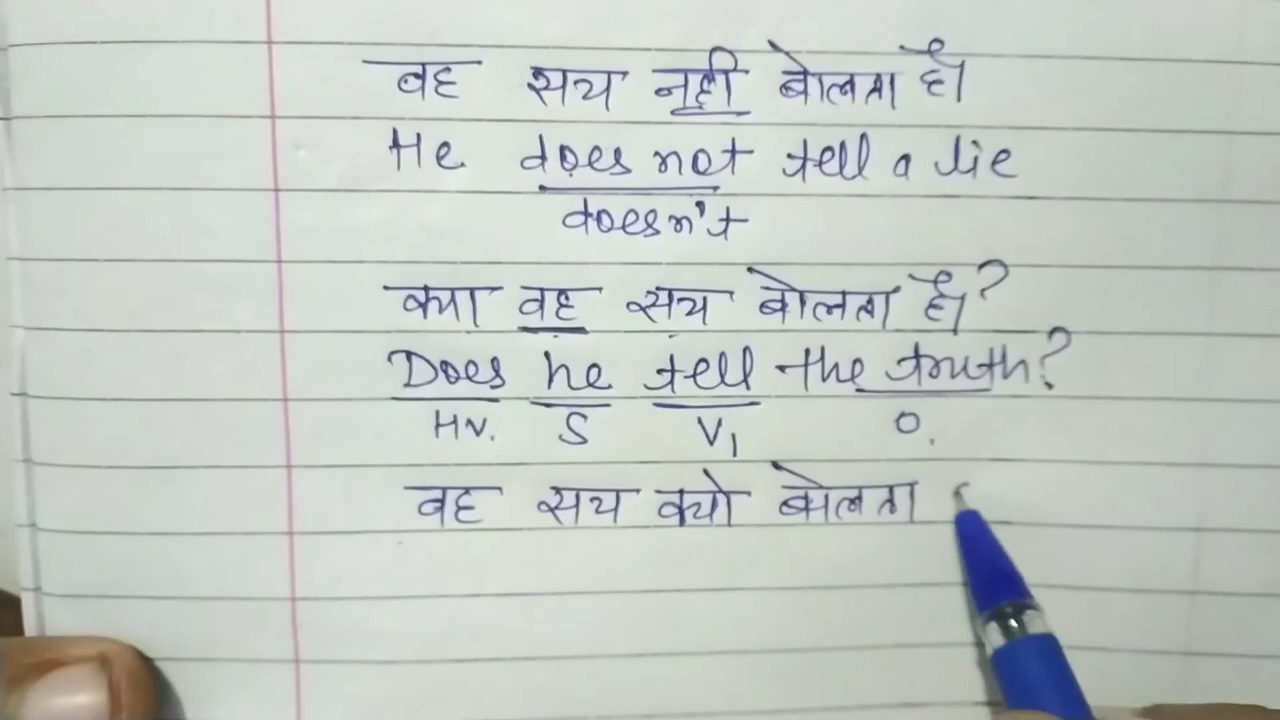 वह सच नही बोलता है।
He does not tell a lie
doesn't
क्या वह सच बोलता है?
Does he tell the truth?
HV. S V1 O.
वह सच क्यो बोलता